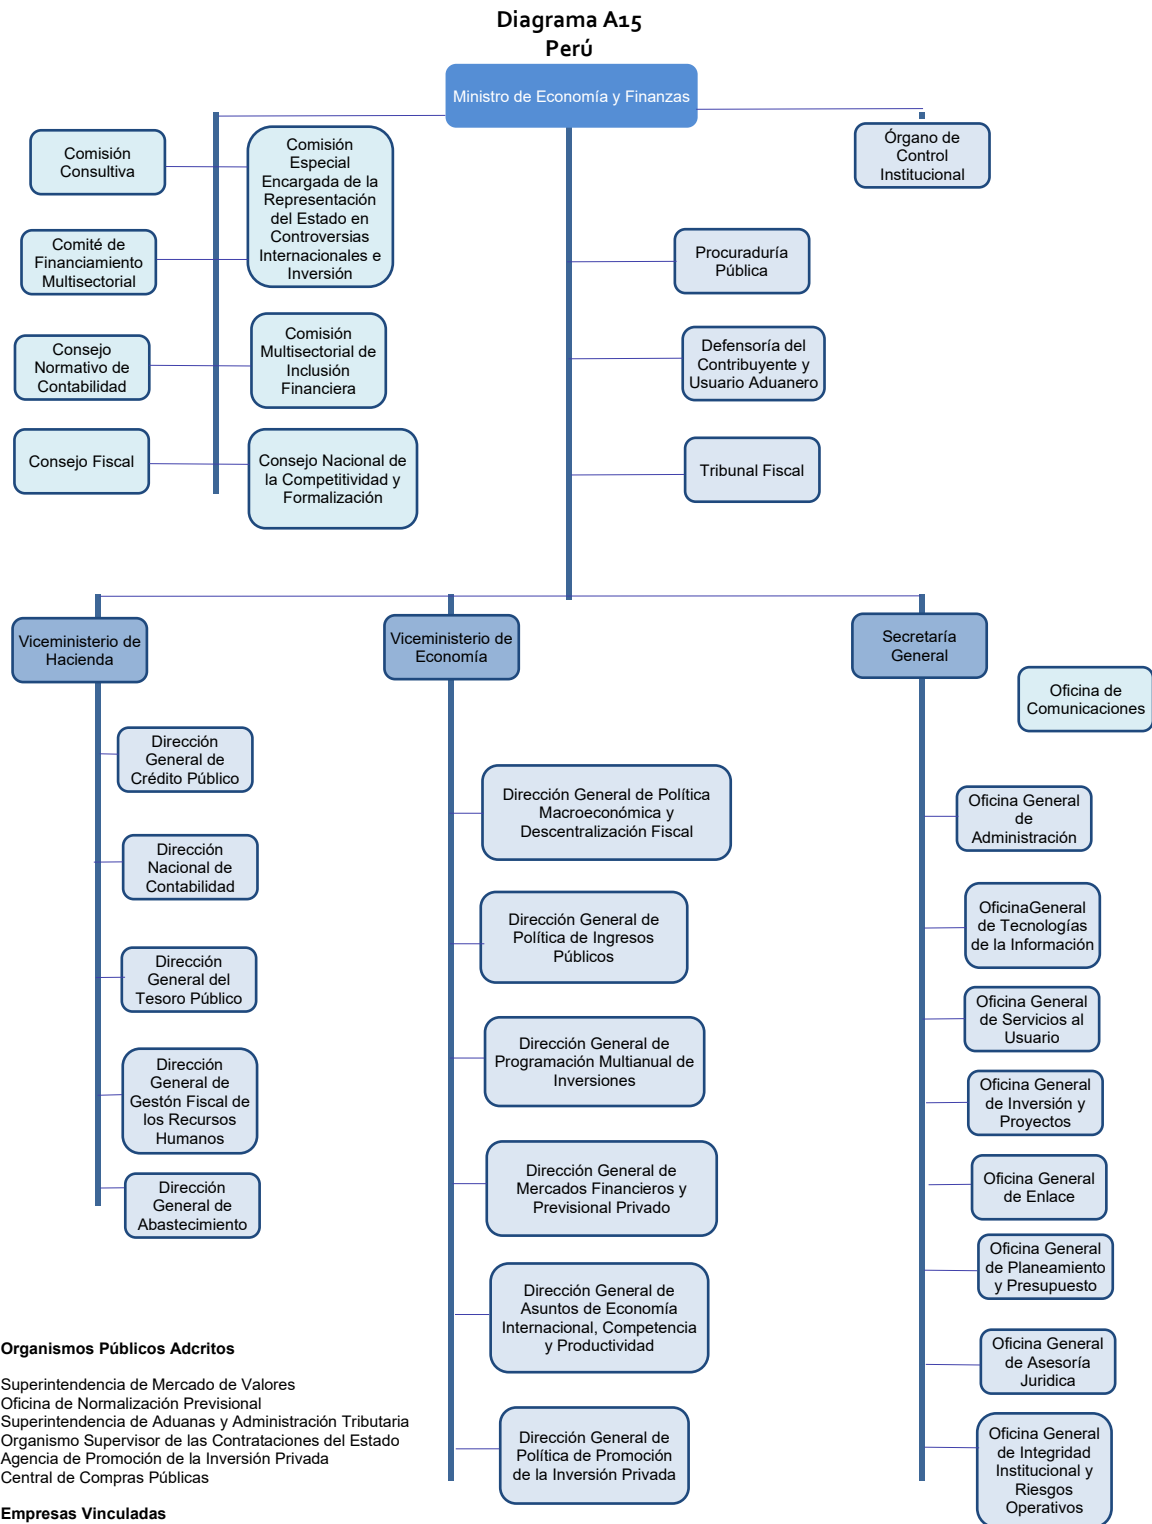 Diagrama A15
Perú
Ministro de Economía y Finanzas
Comisión
Consultiva
Comisión
Especial
Encargada de la
Representación
del Estado en
Controversias
Internacionales e
Inversión
Órgano de
Control
Institucional
Comité de
Financiamiento
Multisectorial
Procuraduría
Pública
Consejo
Normativo de
Contabilidad
Comisión
Multisectorial de
Inclusión
Financiera
Defensoría del
Contribuyente y
Usuario Aduanero
Consejo Fiscal
Consejo Nacional de
la Competitividad y
Formalización
Tribunal Fiscal
Viceministerio de
Hacienda
Viceministerio de
Economía
Secretaría
General
Oficina de
Comunicaciones
Dirección
General de
Crédito Público
Dirección
Nacional de
Contabilidad
Dirección
General del
Tesoro Público
Dirección
General de
Gestón Fiscal de
los Recursos
Humanos
Dirección
General de
Abastecimiento
Dirección General de Política
Macroeconómica y
Descentralización Fiscal
Dirección General de
Política de Ingresos
Públicos
Dirección General de
Programación Multianual de
Inversiones
Dirección General de
Mercados Financieros y
Previsional Privado
Dirección General de
Asuntos de Economía
Internacional, Competencia
y Productividad
Dirección General de
Política de Promoción
de la Inversión Privada
Oficina General
de
Administración
OficinaGeneral
de Tecnologías
de la Información
Oficina General
de Servicios al
Usuario
Oficina General
de Inversión y
Proyectos
Oficina General
de Enlace
Oficina General
de Planeamiento
y Presupuesto
Oficina General
de Asesoría
Juridica
Oficina General
de Integridad
Institucional y
Riesgos
Operativos
Organismos Públicos Adcritos
Superintendencia de Mercado de Valores
Oficina de Normalización Previsional
Superintendencia de Aduanas y Administración Tributaria
Organismo Supervisor de las Contrataciones del Estado
Agencia de Promoción de la Inversión Privada
Central de Compras Públicas
Empresas Vinculadas